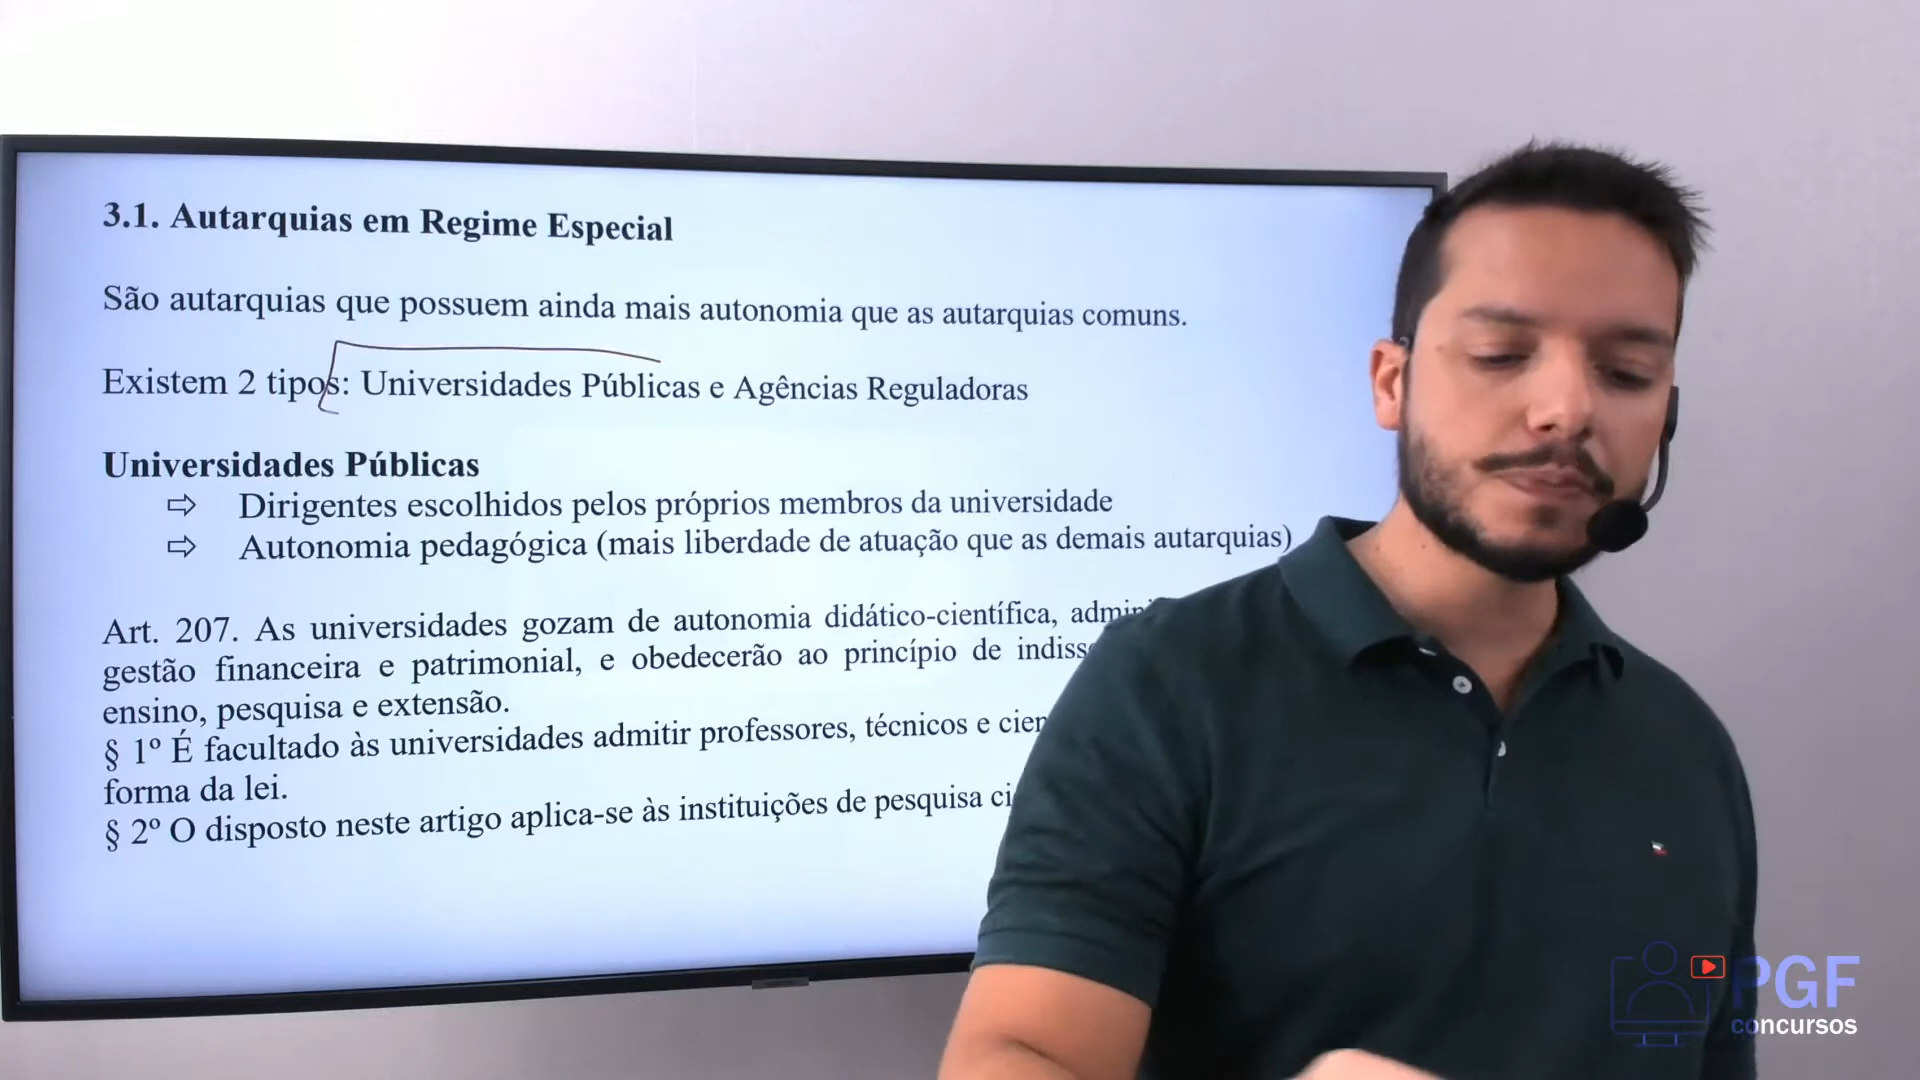 3.1. Autarquias em Regime Especial
São autarquias que possuem ainda mais autonomia que as autarquias comuns.
Existem 2 tipos: Universidades Públicas e Agências Reguladoras
Universidades Públicas
⇨ Dirigentes escolhidos pelos próprios membros da universidade
⇨ Autonomia pedagógica (mais liberdade de atuação que as demais autarquias)
Art. 207. As universidades gozam de autonomia didático-científica,
gestão financeira e patrimonial, e obedecerão ao princípio de
ensino, pesquisa e extensão.
§ 1º É facultado às universidades admitir professores, técnicos e
forma da lei.
§ 2º O disposto neste artigo aplica-se às instituições de pesquisa
PGF
concursos